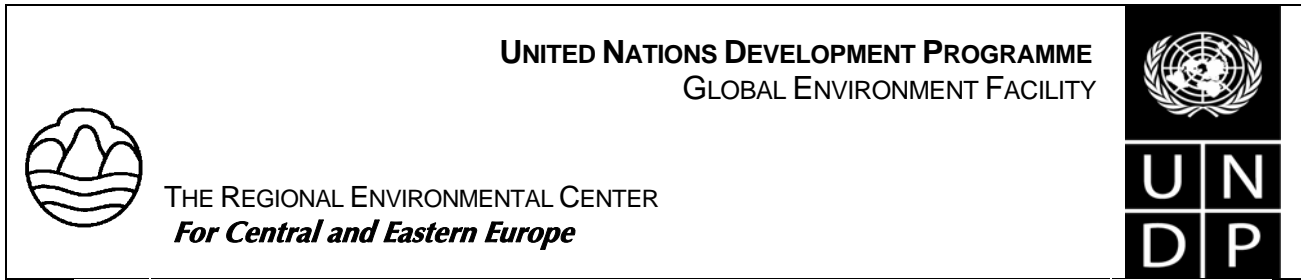 UNITED NATIONS DEVELOPMENT PROGRAMME
GLOBAL ENVIRONMENT FACILITY
THE REGIONAL ENVIRONMENTAL CENTER
For Central and Eastern Europe
U N
D P